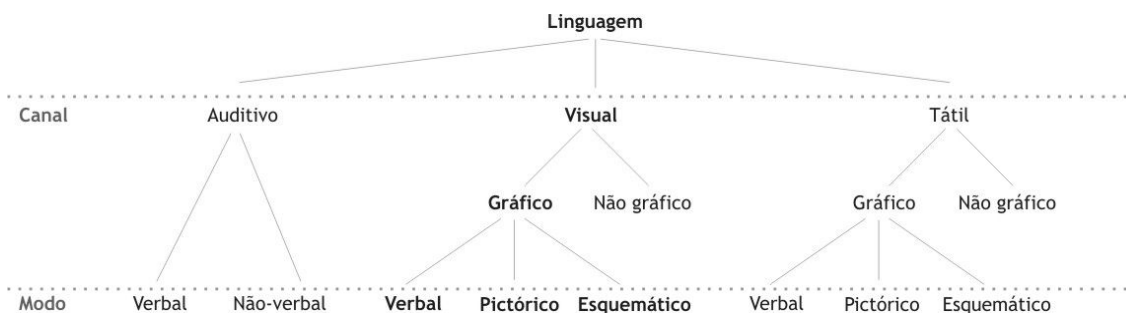 Linguagem
Canal Auditivo Visual Tátil
Gráfico Não gráfico Gráfico Não gráfico
Modo Verbal Não-verbal Verbal Pictórico Esquemático Verbal Pictórico Esquemático